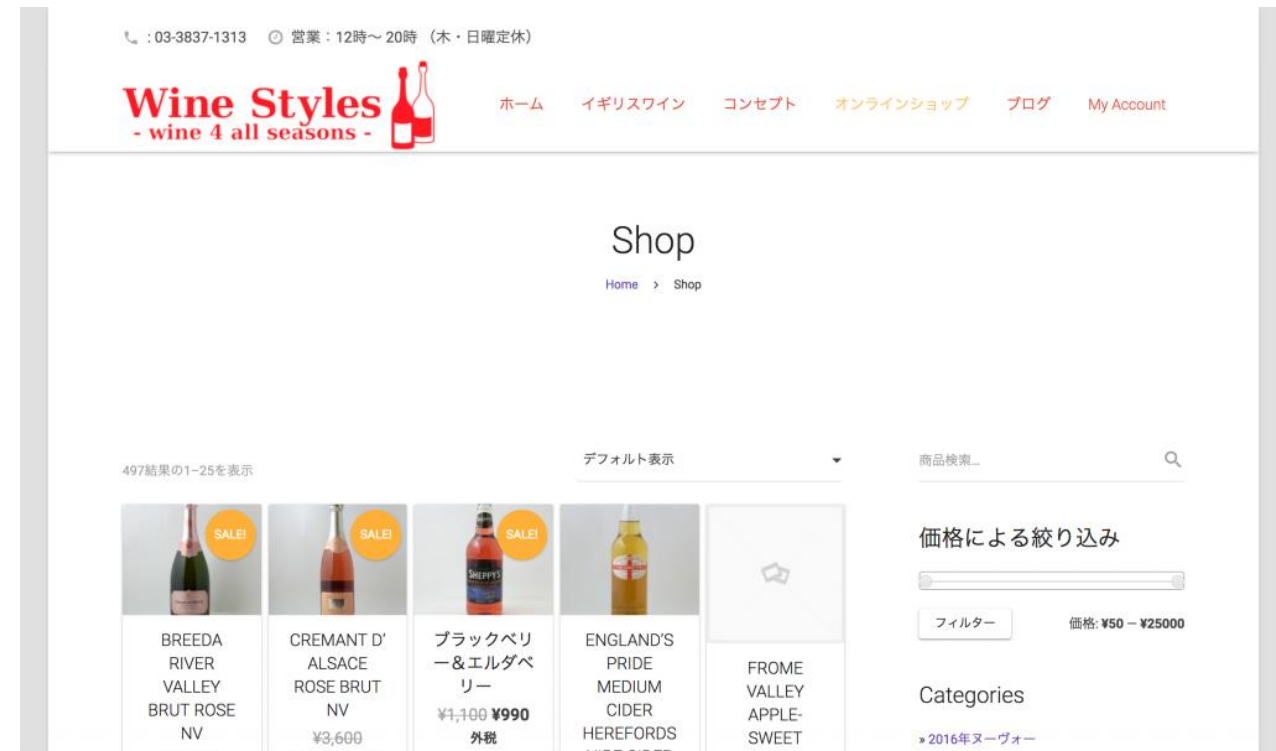 : 03-3837-1313 営業：12時〜 20時 （木・日曜定休）
Wine Styles
- wine 4 all seasons -
ホーム イギリスワイン コンセプト オンラインショップ ブログ My Account
Shop
Home > Shop
497結果の1–25を表示
デフォルト表示
商品検索…
SALE!
SALE!
SALE!
SHEPPY'S
BREEDA
RIVER
VALLEY
BRUT ROSE
NV
CREMANT D'
ALSACE
ROSE BRUT
NV
¥3,600
ブラックベリ
ー＆エルダベ
リー
¥1,100 ¥990
外税
ENGLAND'S
PRIDE
MEDIUM
CIDER
HEREFORDS
FROME
VALLEY
APPLE-
SWEET
価格による絞り込み
フィルター 価格: ¥50 — ¥25000
Categories
» 2016年ヌーヴォー